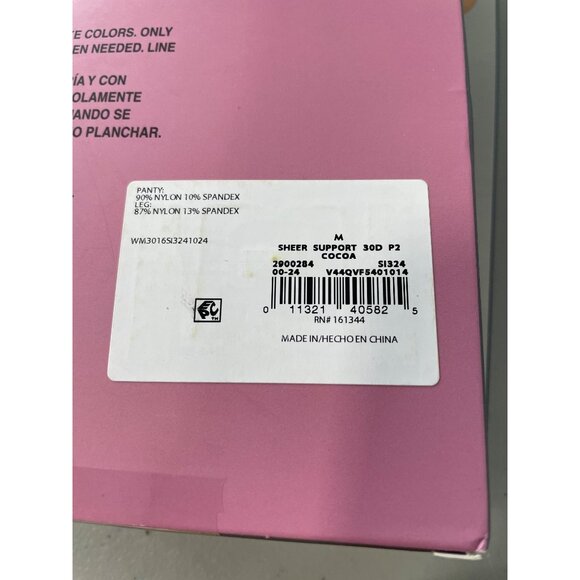 E COLORS. ONLY
EN NEEDED. LINE
ÍA Y CON
OLAMENTE
ANDO SE
O PLANCHAR.
PANTY:
90% NYLON 10% SPANDEX
LEG:
87% NYLON 13% SPANDEX
WM3016SI3241024
M
SHEER SUPPORT 30D P2
COCOA
2900284 SI324
00-24 V44QVF5401014
0 11321 40582 5
RN# 161344
MADE IN/HECHO EN CHINA